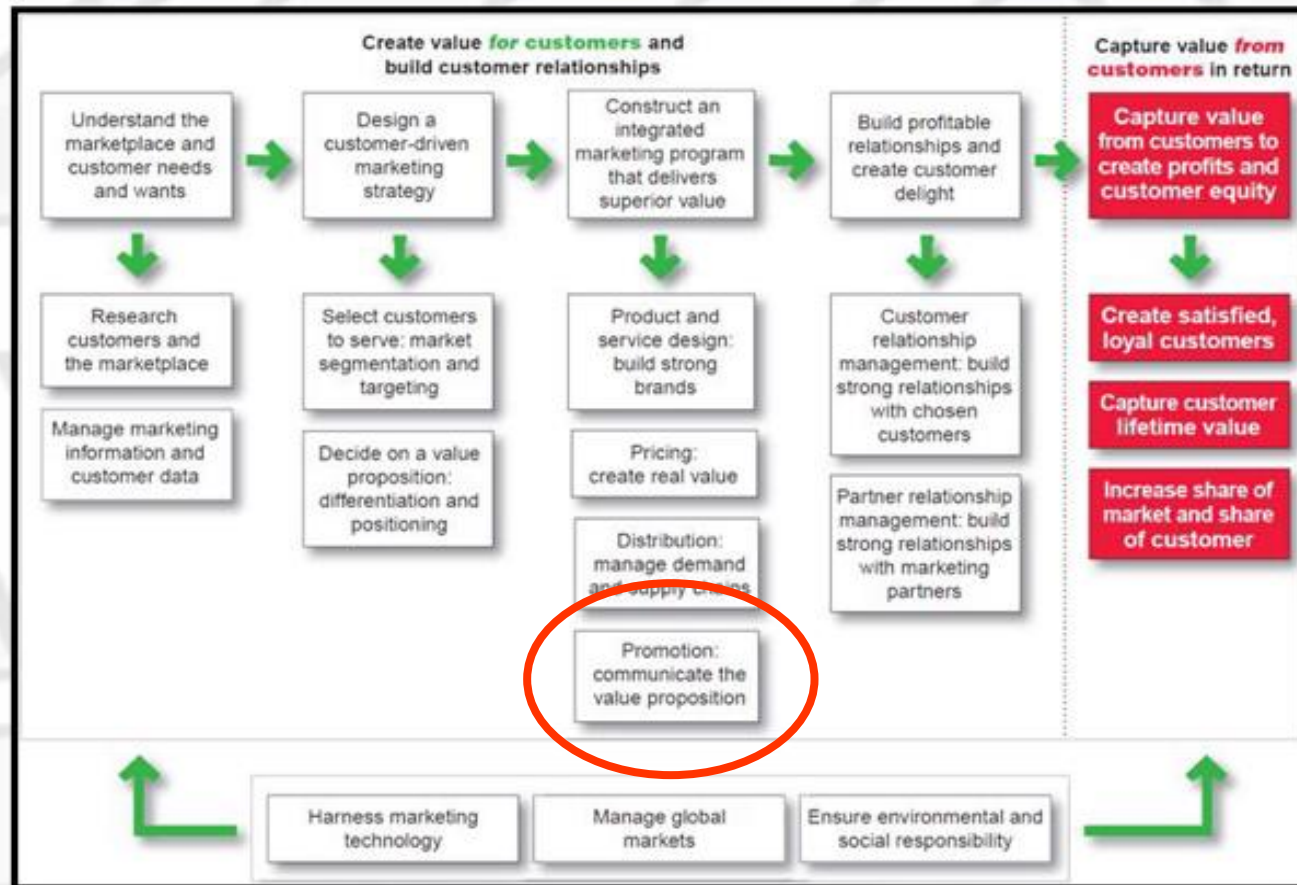 Create value for customers and
build customer relationships
Capture value from
customers in return
Understand the
marketplace and
customer needs
and wants
Design a
customer-driven
marketing
strategy
Construct an
integrated
marketing program
that delivers
superior value
Build profitable
relationships and
create customer
delight
Capture value
from customers to
create profits and
customer equity
Research
customers and
the marketplace
Manage marketing
information and
customer data
Select customers
to serve: market
segmentation and
targeting
Decide on a value
proposition:
differentiation and
positioning
Product and
service design:
build strong
brands
Pricing:
create real value
Distribution:
manage demand
and supply chains
Promotion:
communicate the
value proposition
Customer
relationship
management: build
strong relationships
with chosen
customers
Partner relationship
management: build
strong relationships
with marketing
partners
Create satisfied,
loyal customers
Capture customer
lifetime value
Increase share of
market and share
of customer
Harness marketing
technology
Manage global
markets
Ensure environmental and
social responsibility